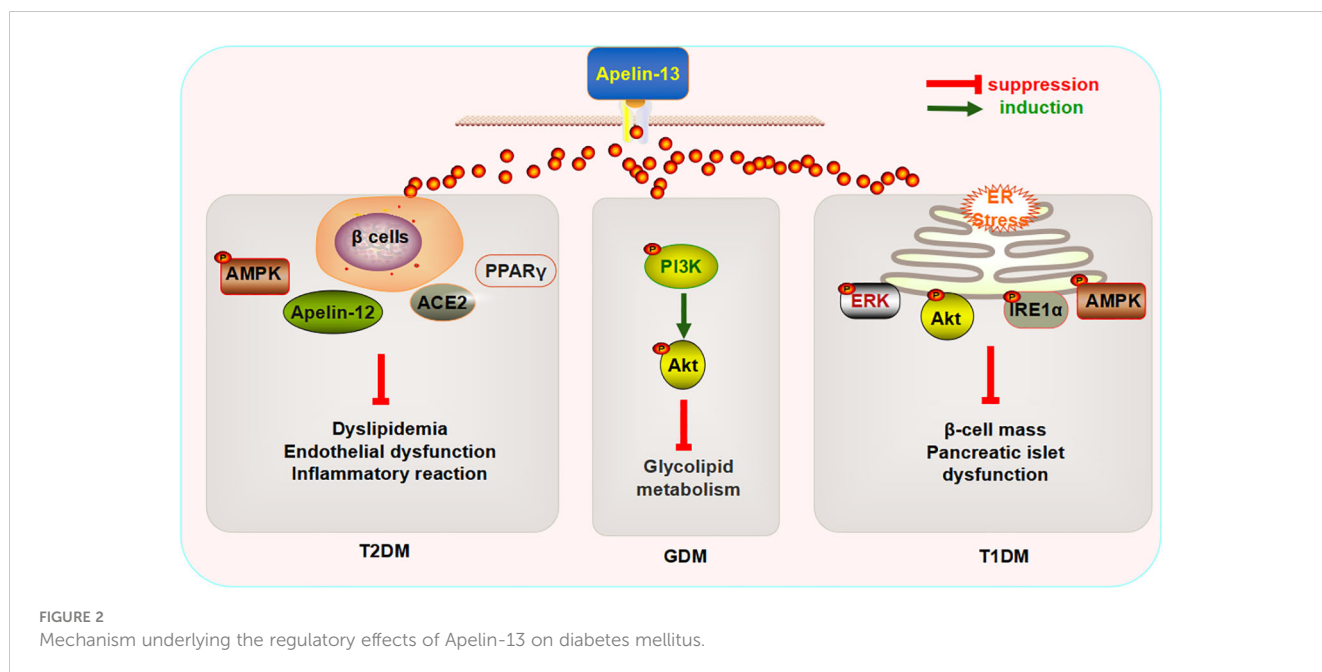 Apelin-13
suppression
induction
β cells
P
AMPK
PPARγ
Apelin-12
ACE2
Dyslipidemia
Endothelial dysfunction
Inflammatory reaction
T2DM
P
PI3K
P
Akt
Glycolipid
metabolism
GDM
ER
Stress
P
ERK
P
Akt
P
IRE1α
P
AMPK
β-cell mass
Pancreatic islet
dysfunction
T1DM
FIGURE 2
Mechanism underlying the regulatory effects of Apelin-13 on diabetes mellitus.